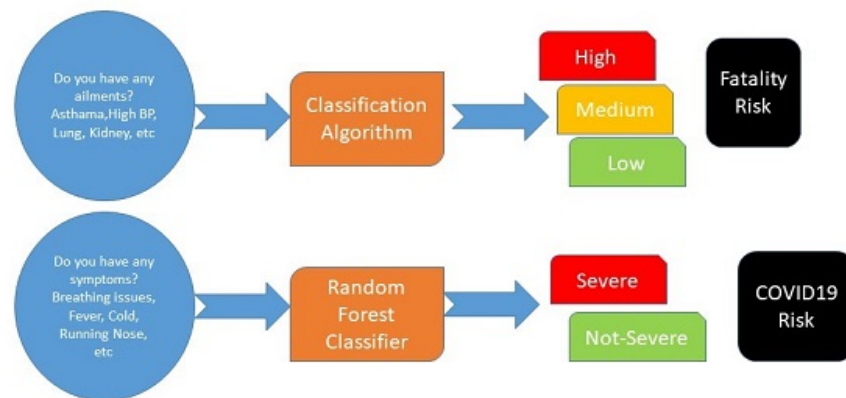 Do you have any
ailments?
Asthama,High BP,
Lung, Kidney, etc
Classification
Algorithm
High
Medium
Low
Fatality
Risk
Do you have any
symptoms?
Breathing issues,
Fever, Cold,
Running Nose,
etc
Random
Forest
Classifier
Severe
Not-Severe
COVID19
Risk